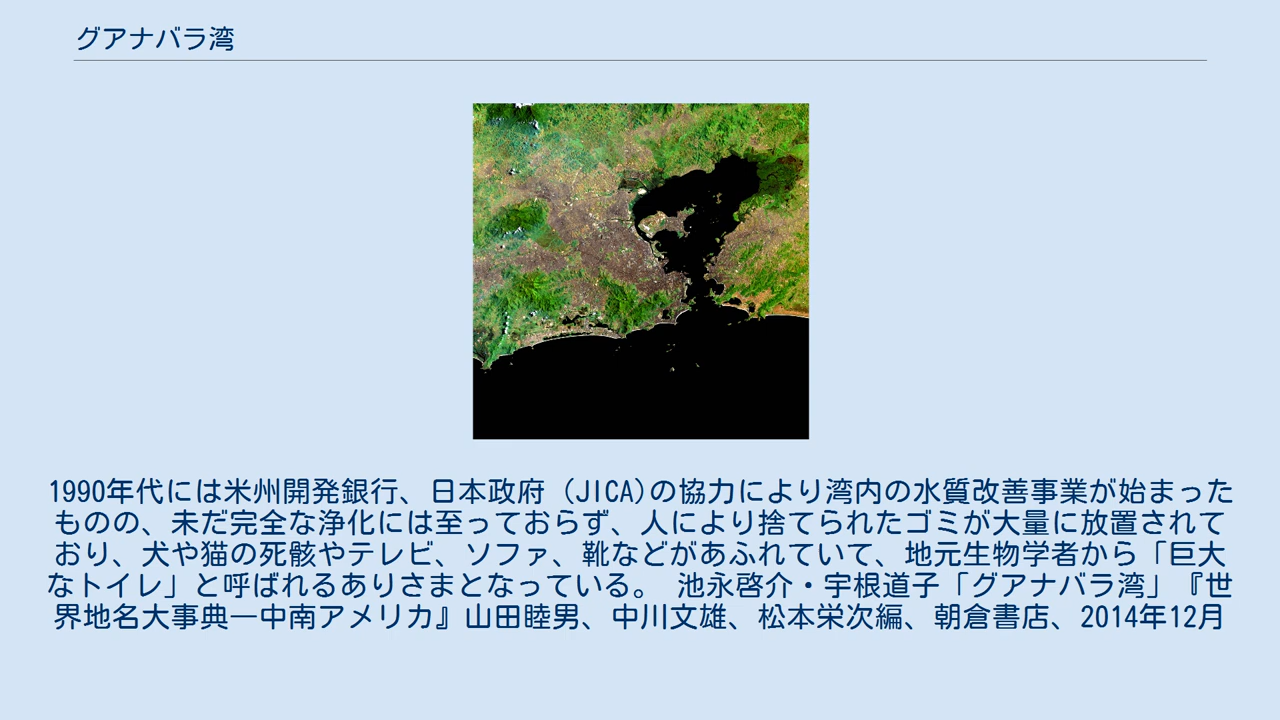 グアナバラ湾
1990年代には米州開発銀行、日本政府 (JICA)の協力により湾内の水質改善事業が始まった
ものの、未だ完全な浄化には至っておらず、人により捨てられたゴミが大量に放置されて
おり、犬や猫の死骸やテレビ、ソファ、靴などがあふれていて、地元生物学者から「巨大
なトイレ」と呼ばれるありさまとなっている。 池永啓介・宇根道子「グアナバラ湾」『世
界地名大事典―中南アメリカ』山田睦男、中川文雄、松本栄次編、朝倉書店、2014年12月